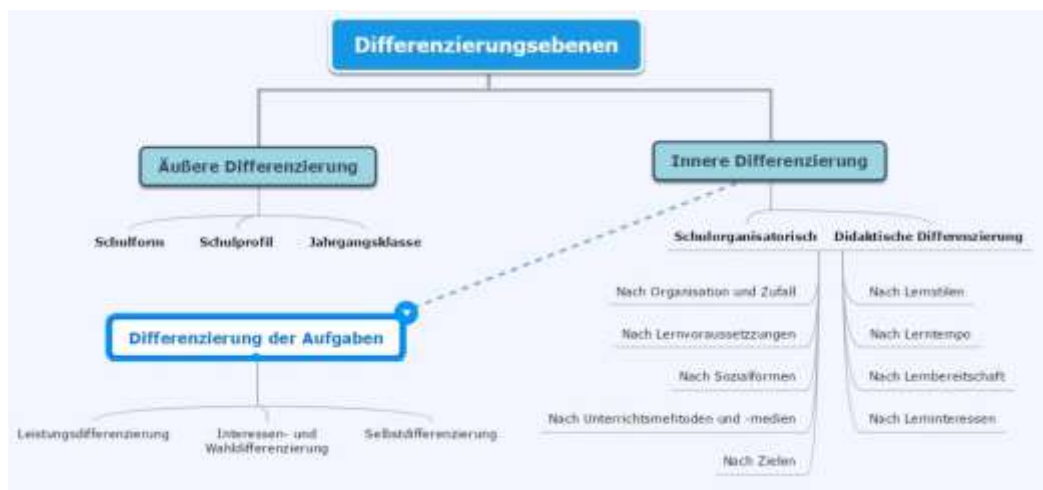 Differenzierungsebenen
Äußere Differenzierung
Innere Differenzierung
Schulform
Schulprofil
Jahrgangsklasse
Schulorganisatorisch
Didaktische Differenzierung
Nach Organisation und Zufall
Nach Lernvoraussetzzungen
Nach Sozialformen
Nach Unterrichtsmehtoden und -medien
Nach Zielen
Nach Lernstilen
Nach Lerntempo
Nach Lernbereitschaft
Nach Lerninteressen
Differenzierung der Aufgaben
Leistungsdifferenzierung
Interessen- und
Wahldifferenzierung
Selbstdifferenzierung